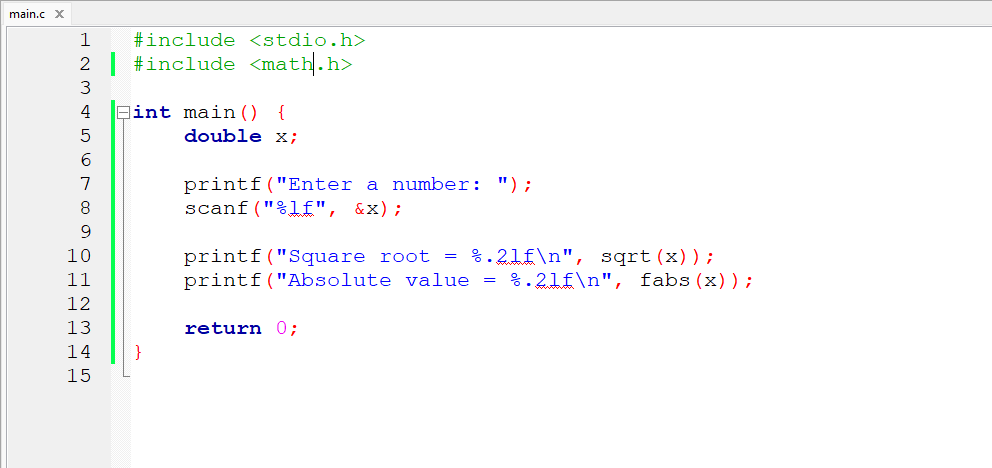 main.c X
1 #include <stdio.h>
2 #include <math.h>
3
4 int main() {
5     double x;
6
7     printf("Enter a number: ");
8     scanf("%lf", &x);
9
10     printf("Square root = %.2lf\n", sqrt(x));
11     printf("Absolute value = %.2lf\n", fabs(x));
12
13     return 0;
14 }
15